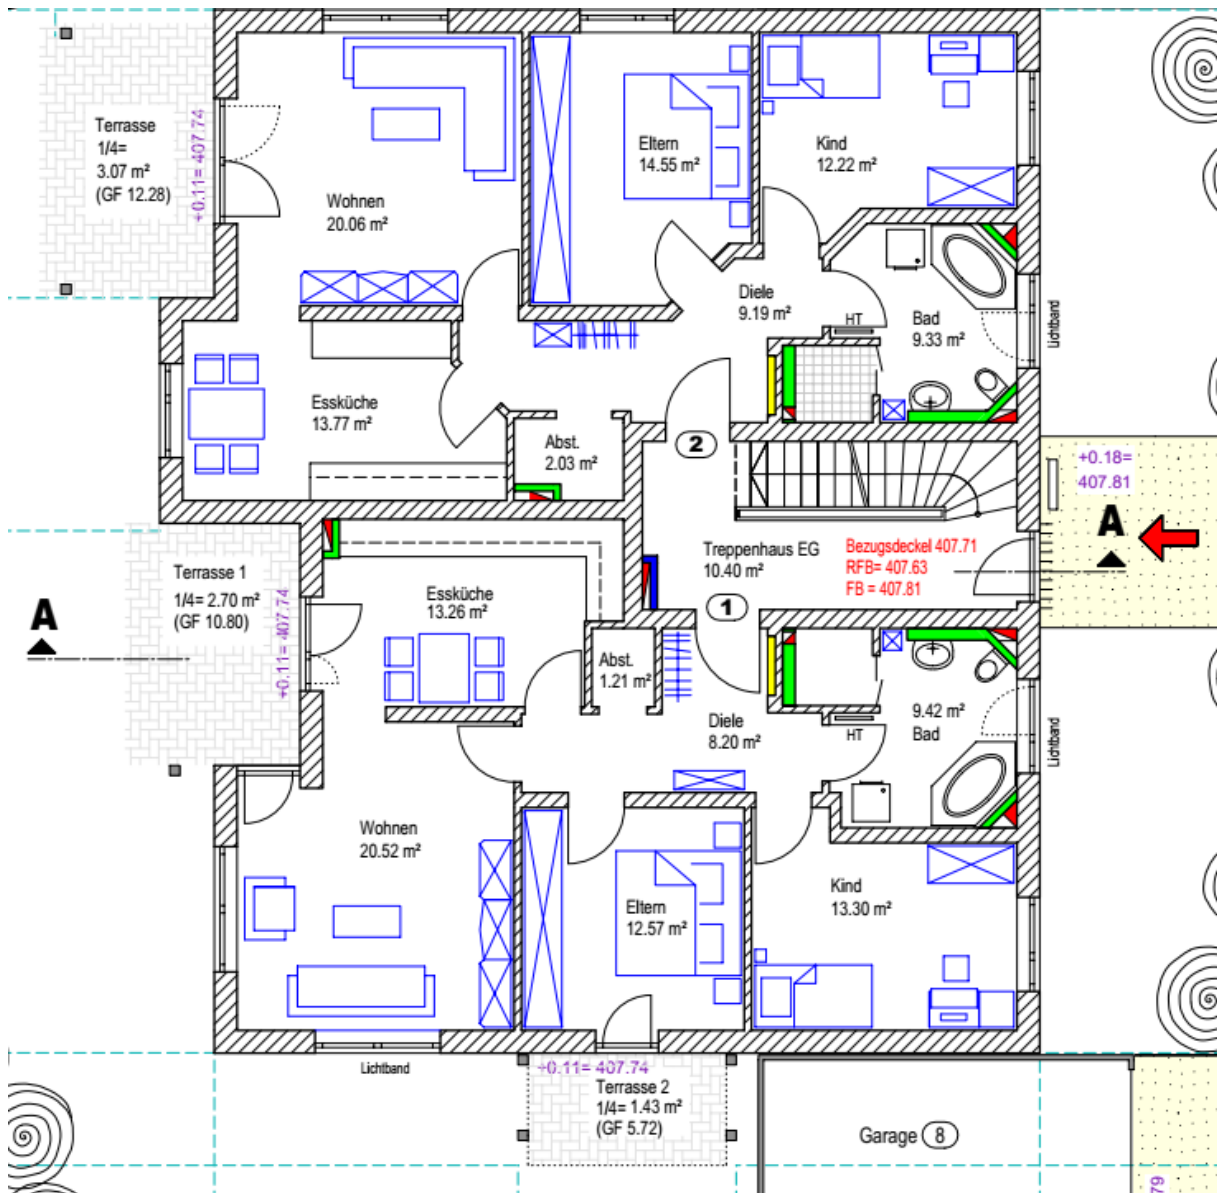 Terrasse
1/4=
3.07 m²
(GF 12.28)
+0.11= 407.74
Wohnen
20.06 m²
Eltern
14.55 m²
Kind
12.22 m²
Diele
9.19 m²
HT
Bad
9.33 m²
Lichtband
Essküche
13.77 m²
Abst.
2.03 m²
2
+0.18=
407.81
A
Treppenhaus EG
10.40 m²
Bezugsdeckel 407.71
RFB= 407.63
FB = 407.81
1
Terrasse 1
1/4= 2.70 m²
(GF 10.80)
+0.11= 407.74
A
Essküche
13.26 m²
Abst.
1.21 m²
Diele
8.20 m²
HT
9.42 m²
Bad
Lichtband
Wohnen
20.52 m²
Eltern
12.57 m²
Kind
13.30 m²
Lichtband
+0.11= 407.74
Terrasse 2
1/4= 1.43 m²
(GF 5.72)
Garage 8
79